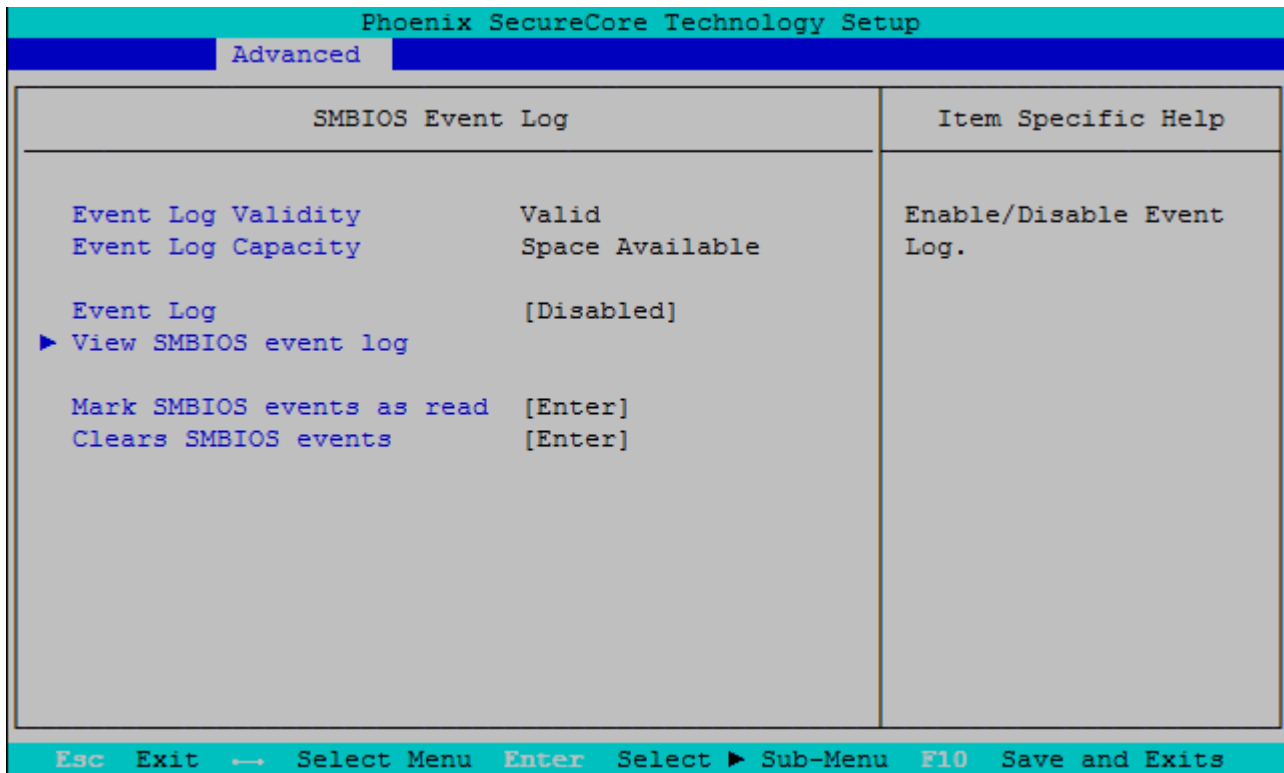 Phoenix SecureCore Technology Setup
Advanced
SMBIOS Event Log
Event Log Validity Valid
Event Log Capacity Space Available
Event Log [Disabled]
► View SMBIOS event log
Mark SMBIOS events as read [Enter]
Clears SMBIOS events [Enter]
Item Specific Help
Enable/Disable Event
Log.
Esc Exit ←→ Select Menu Enter Select ► Sub-Menu F10 Save and Exits